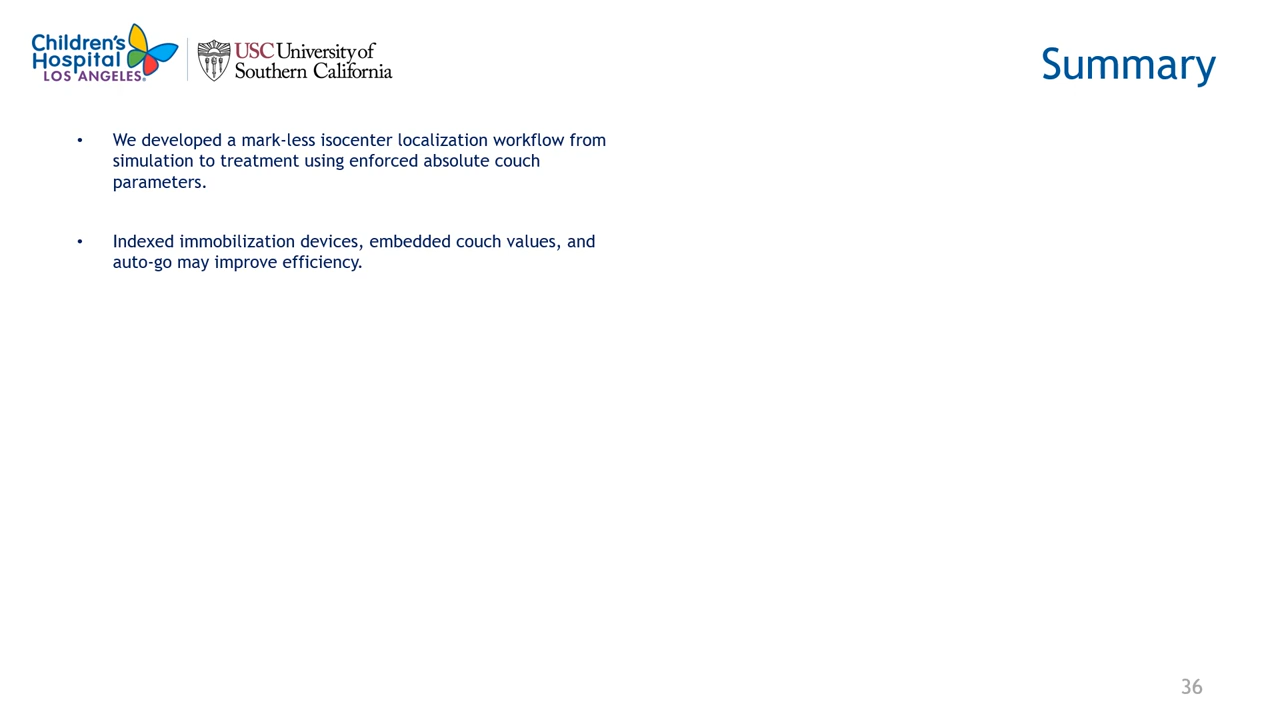 Children's
Hospital
LOS ANGELES®
USC University of
Southern California
Summary
• We developed a mark-less isocenter localization workflow from
simulation to treatment using enforced absolute couch
parameters.
• Indexed immobilization devices, embedded couch values, and
auto-go may improve efficiency.
36